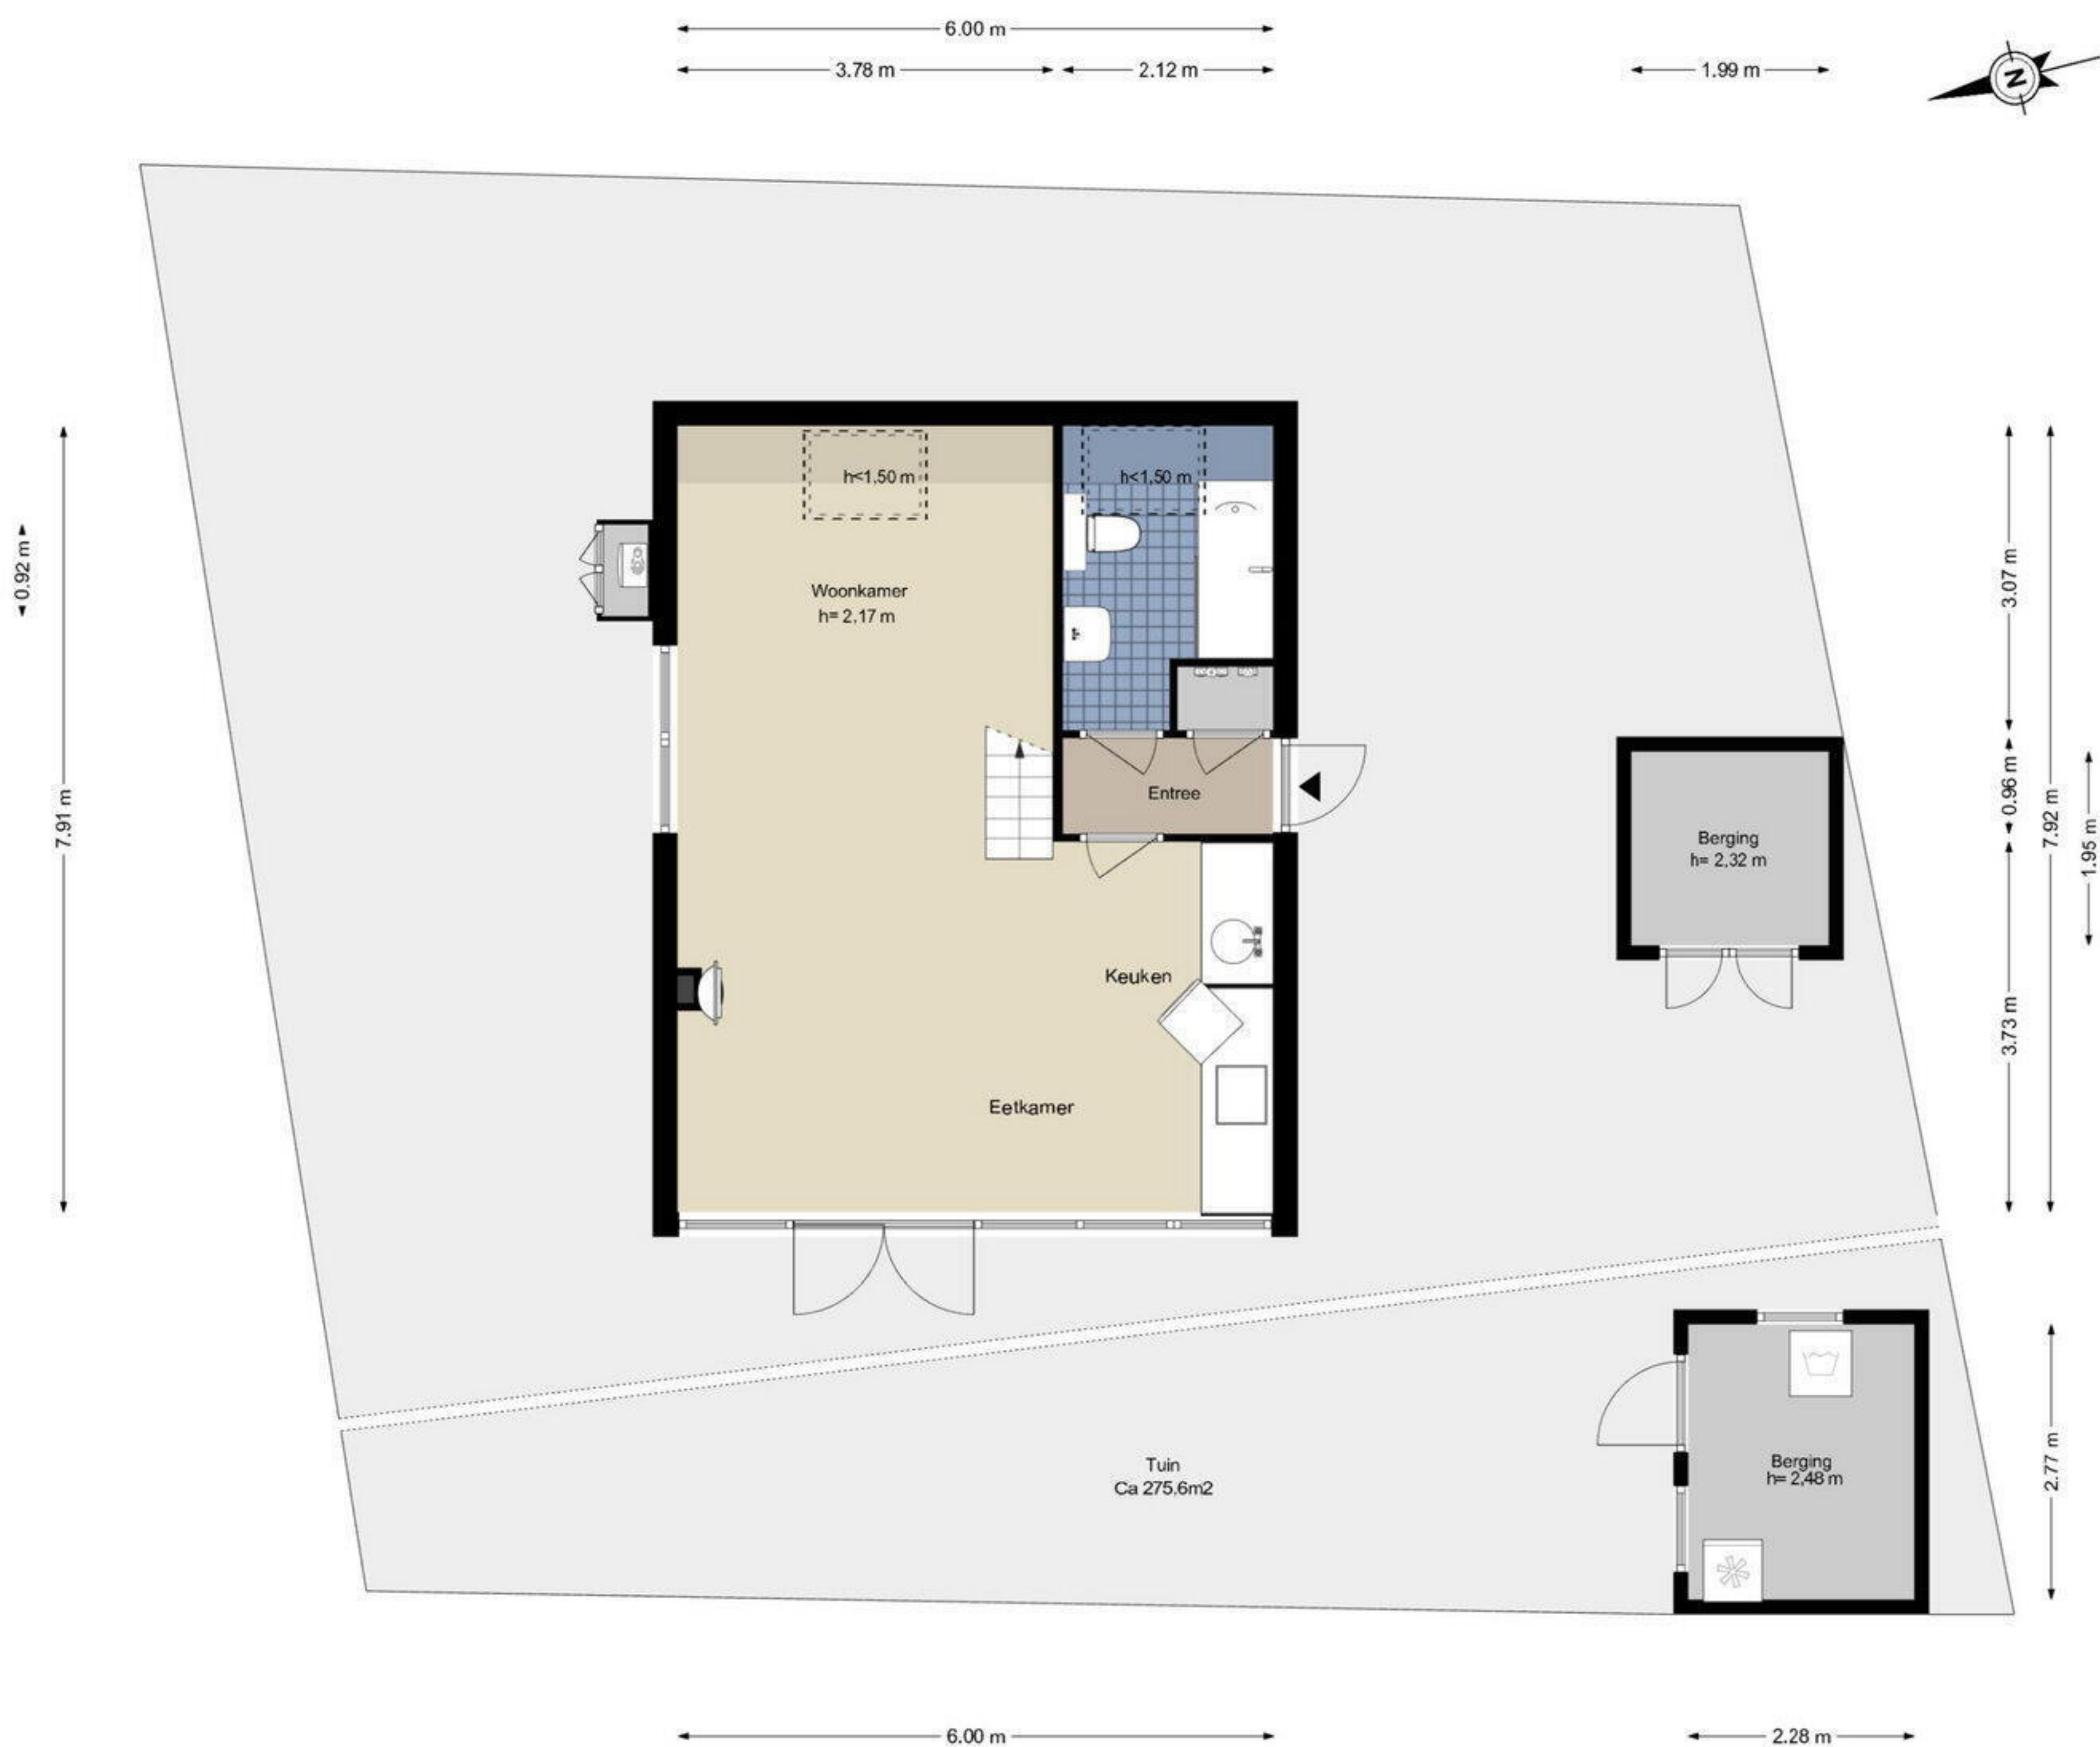 6.00 m
3.78 m
2.12 m
1.99 m
N
h<1.50 m
h<1,50 m
0.92 m
3.07 m
Woonkamer
h= 2,17 m
0.96 m
7.91 m
7.92 m
Entree
1.95 m
Berging
h= 2,32 m
Keuken
3.73 m
Eetkamer
Tuin
Ca 275,6m2
Berging
h= 2,48 m
2.77 m
6.00 m
2.28 m